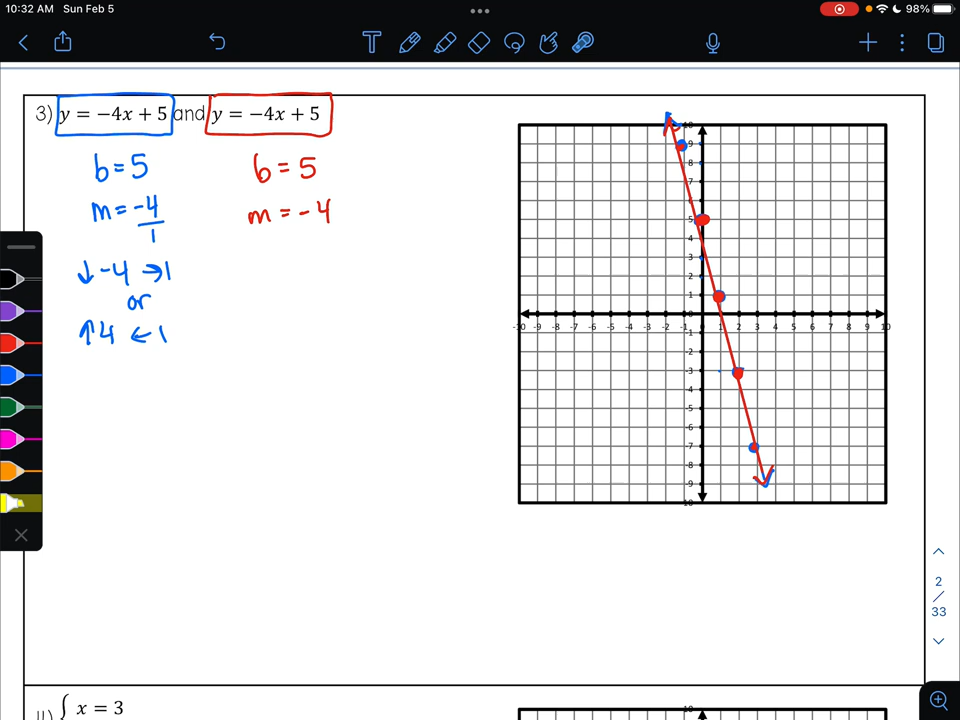 10:32 AM Sun Feb 5
98%
T
3) y = −4x + 5 and y = −4x + 5
b = 5
b = 5
m = -4/1
m = -4
↓ -4 → 1
or
↑ 4 ← 1
10
9
8
7
6
5
4
3
2
1
0
-10 -9 -8 -7 -6 -5 -4 -3 -2 -1 0 1 2 3 4 5 6 7 8 9 10
-1
-2
-3
-4
-5
-6
-7
-8
-9
-10
2
/
33
x = 3
10